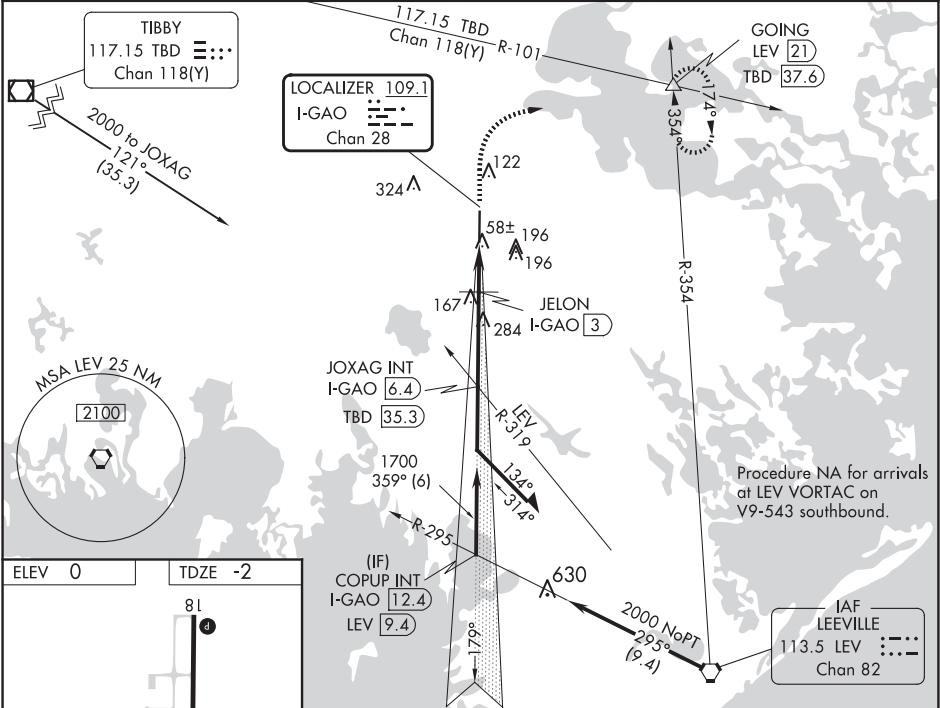 TIBBY
117.15 TBD
Chan 118(Y)
2000 to JOXAG
121°
(35.3)
117.15 TBD R-101
Chan 118(Y)
GOING
LEV 21
TBD 37.6
LOCALIZER 109.1
I-GAO
Chan 28
174°
354°
122
324
58± 196
196
R-354
JELON
I-GAO 3
167
284
JOXAG INT
I-GAO 6.4
TBD 35.3
LEV
R-319
MSA LEV 25 NM
2100
1700
359° (6)
134°
314°
Procedure NA for arrivals
at LEV VORTAC on
V9-543 southbound.
R-295
(IF)
COPUP INT
I-GAO 12.4
LEV 9.4
630
2000 NoPT
295°
(9.4)
179°
IAF
LEEVILLE
113.5 LEV
Chan 82
ELEV 0
TDZE -2
18
P